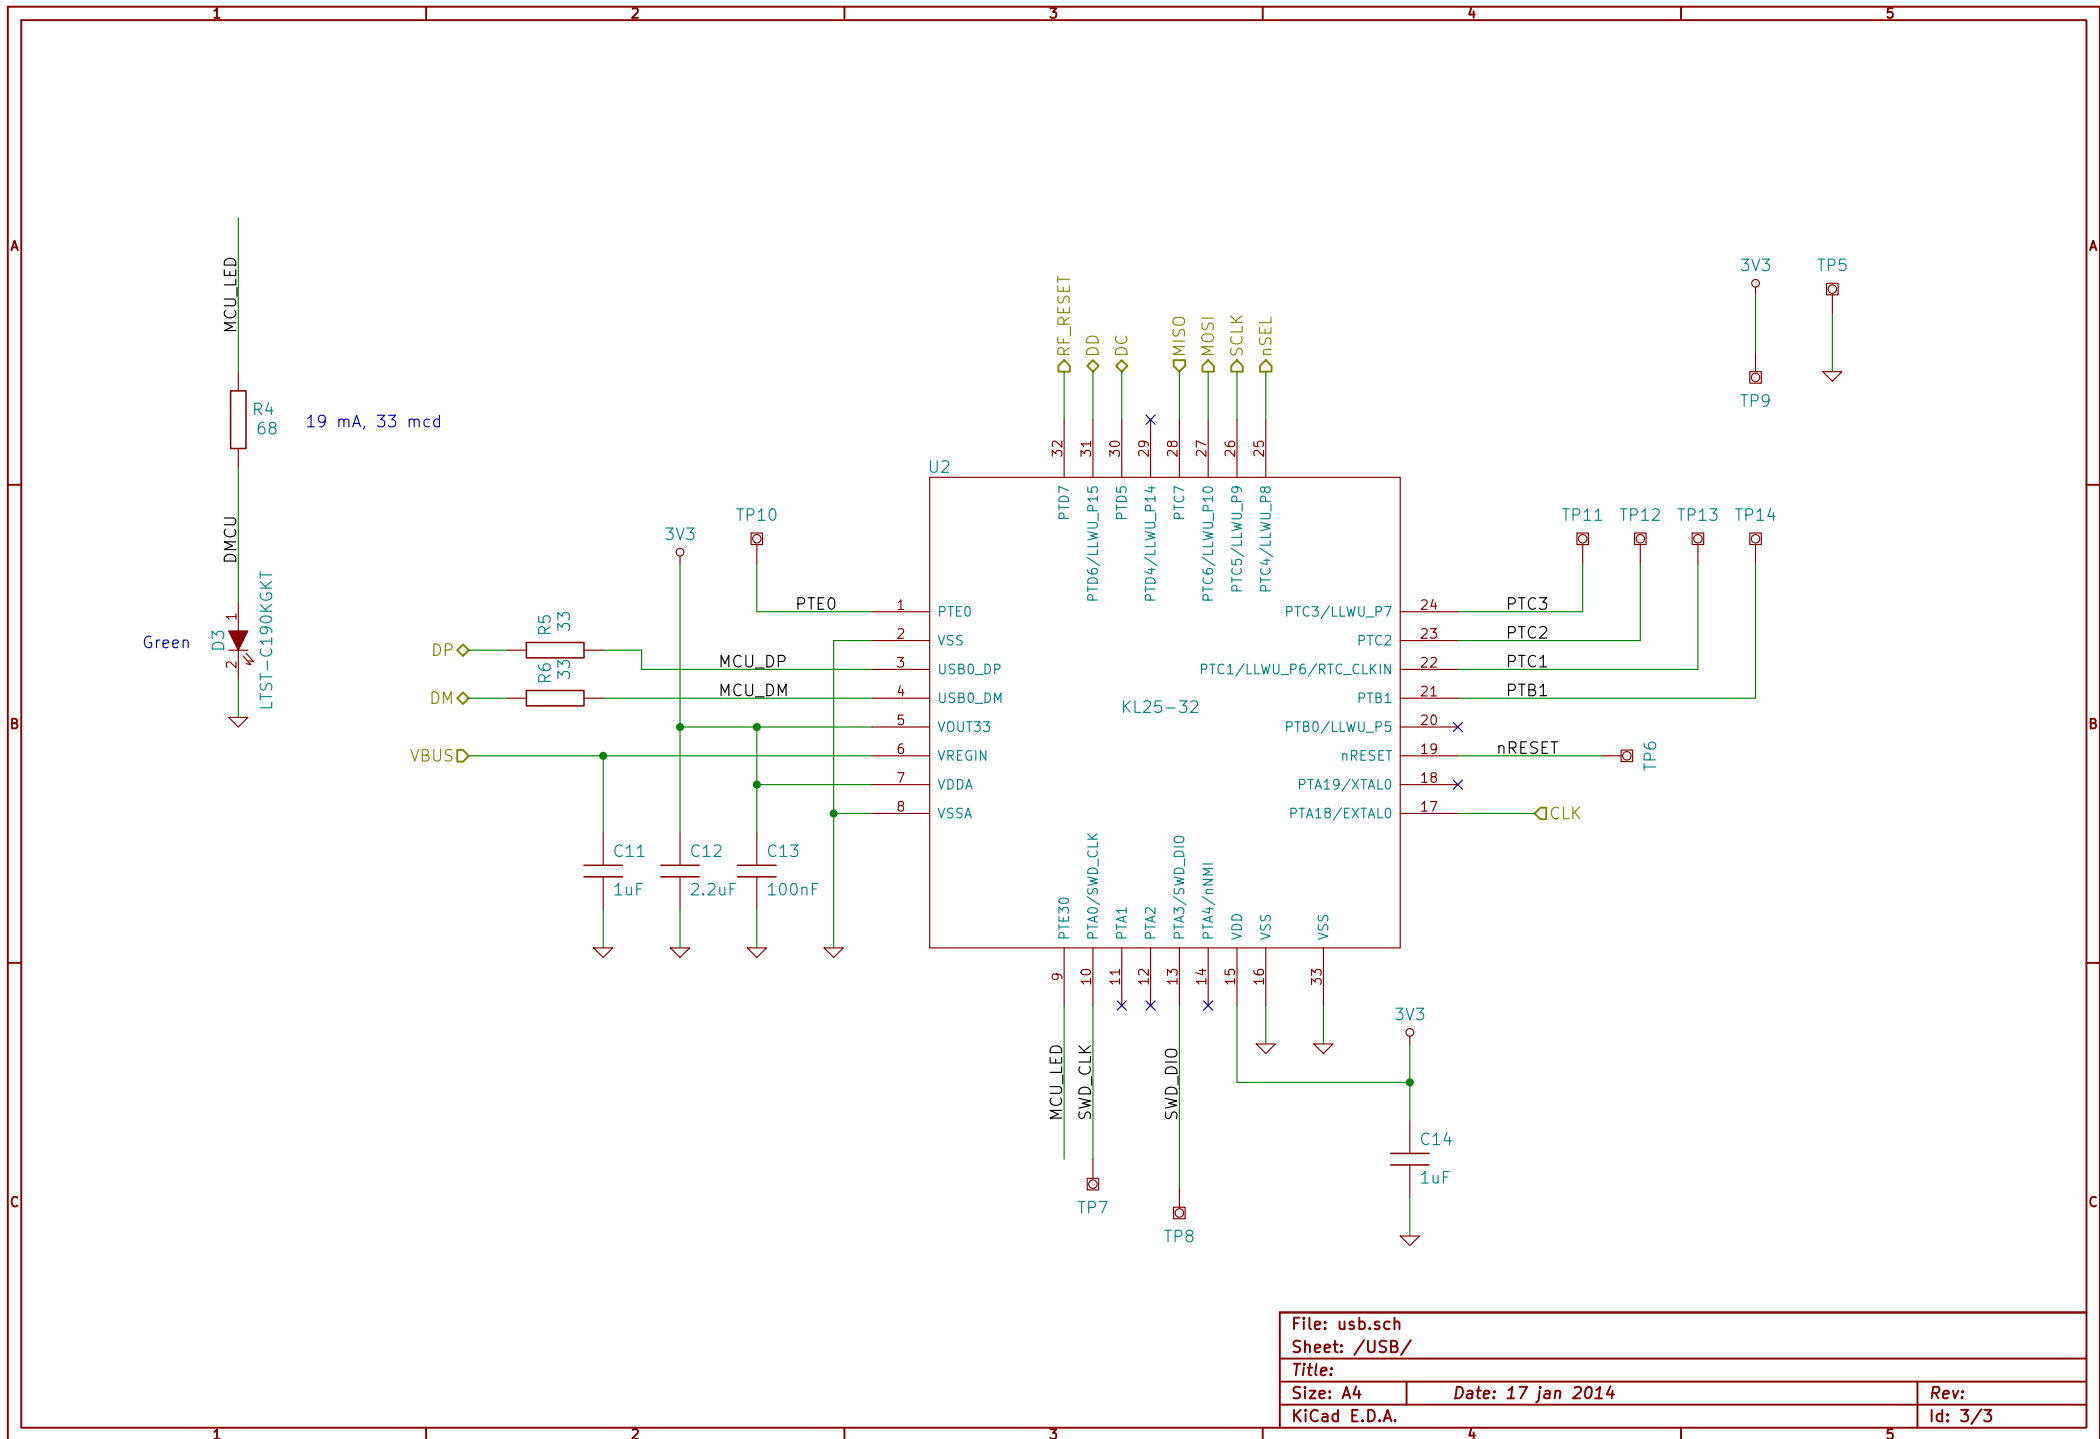 1 2 3 4 5
A A
B B
C C
1 2 3 4 5
MCU_LED
R4
68
19 mA, 33 mcd
DMCU
1
D3
2
LTST-C190KGKT
Green
3V3
TP5
TP9
RF_RESET
DD
DC
MISO
MOSI
SCLK
nSEL
32 31 30 29 28 27 26 25
U2
PTD7
PTD6/LLWU_P15
PTD5
PTD4/LLWU_P14
PTC7
PTC6/LLWU_P10
PTC5/LLWU_P9
PTC4/LLWU_P8
3V3
TP10
PTE0
DP
R5
33
MCU_DP
DM
R6
33
MCU_DM
VBUS
1 PTE0
2 VSS
3 USB0_DP
4 USB0_DM
5 VOUT33
6 VREGIN
7 VDDA
8 VSSA
KL25-32
TP11 TP12 TP13 TP14
PTC3/LLWU_P7 24 PTC3
PTC2 23 PTC2
PTC1/LLWU_P6/RTC_CLKIN 22 PTC1
PTB1 21 PTB1
PTB0/LLWU_P5 20
nRESET 19 nRESET
TP6
PTA19/XTAL0 18
PTA18/EXTAL0 17
CLK
C11
1uF
C12
2.2uF
C13
100nF
PTE30
PTA0/SWD_CLK
PTA1
PTA2
PTA3/SWD_DIO
PTA4/nNMI
VDD
VSS
VSS
9 10 11 12 13 14 15 16 33
MCU_LED
SWD_CLK
SWD_DIO
TP7
TP8
3V3
C14
1uF
File: usb.sch
Sheet: /USB/
Title:
Size: A4 Date: 17 jan 2014 Rev:
KiCad E.D.A. Id: 3/3